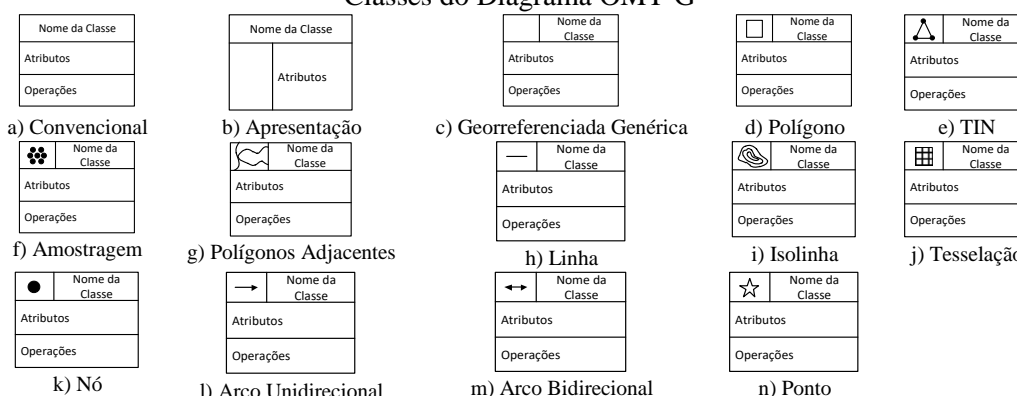 Classes do Diagrama OMT-G
Nome da Classe
Atributos
Operações
a) Convencional
Nome da Classe
Atributos
b) Apresentação
Nome da
Classe
Atributos
Operações
c) Georreferenciada Genérica
Nome da
Classe
Atributos
Operações
d) Polígono
Nome da
Classe
Atributos
Operações
e) TIN
Nome da
Classe
Atributos
Operações
f) Amostragem
Nome da
Classe
Atributos
Operações
g) Polígonos Adjacentes
Nome da
Classe
Atributos
Operações
h) Linha
Nome da
Classe
Atributos
Operações
i) Isolinha
Nome da
Classe
Atributos
Operações
j) Tesselação
Nome da
Classe
Atributos
Operações
k) Nó
Nome da
Classe
Atributos
Operações
l) Arco Unidirecional
Nome da
Classe
Atributos
Operações
m) Arco Bidirecional
Nome da
Classe
Atributos
Operações
n) Ponto